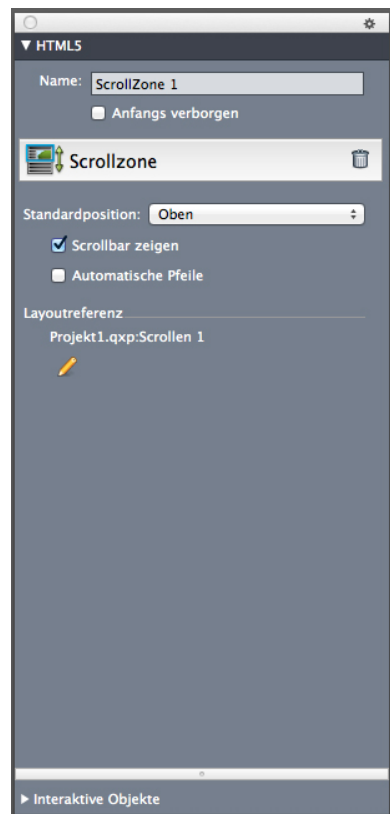 HTML5
Name: ScrollZone 1
Anfangs verborgen
Scrollzone
Standardposition: Oben
Scrollbar zeigen
Automatische Pfeile
Layoutreferenz
Projekt1.qxp:Scrollen 1
Interaktive Objekte